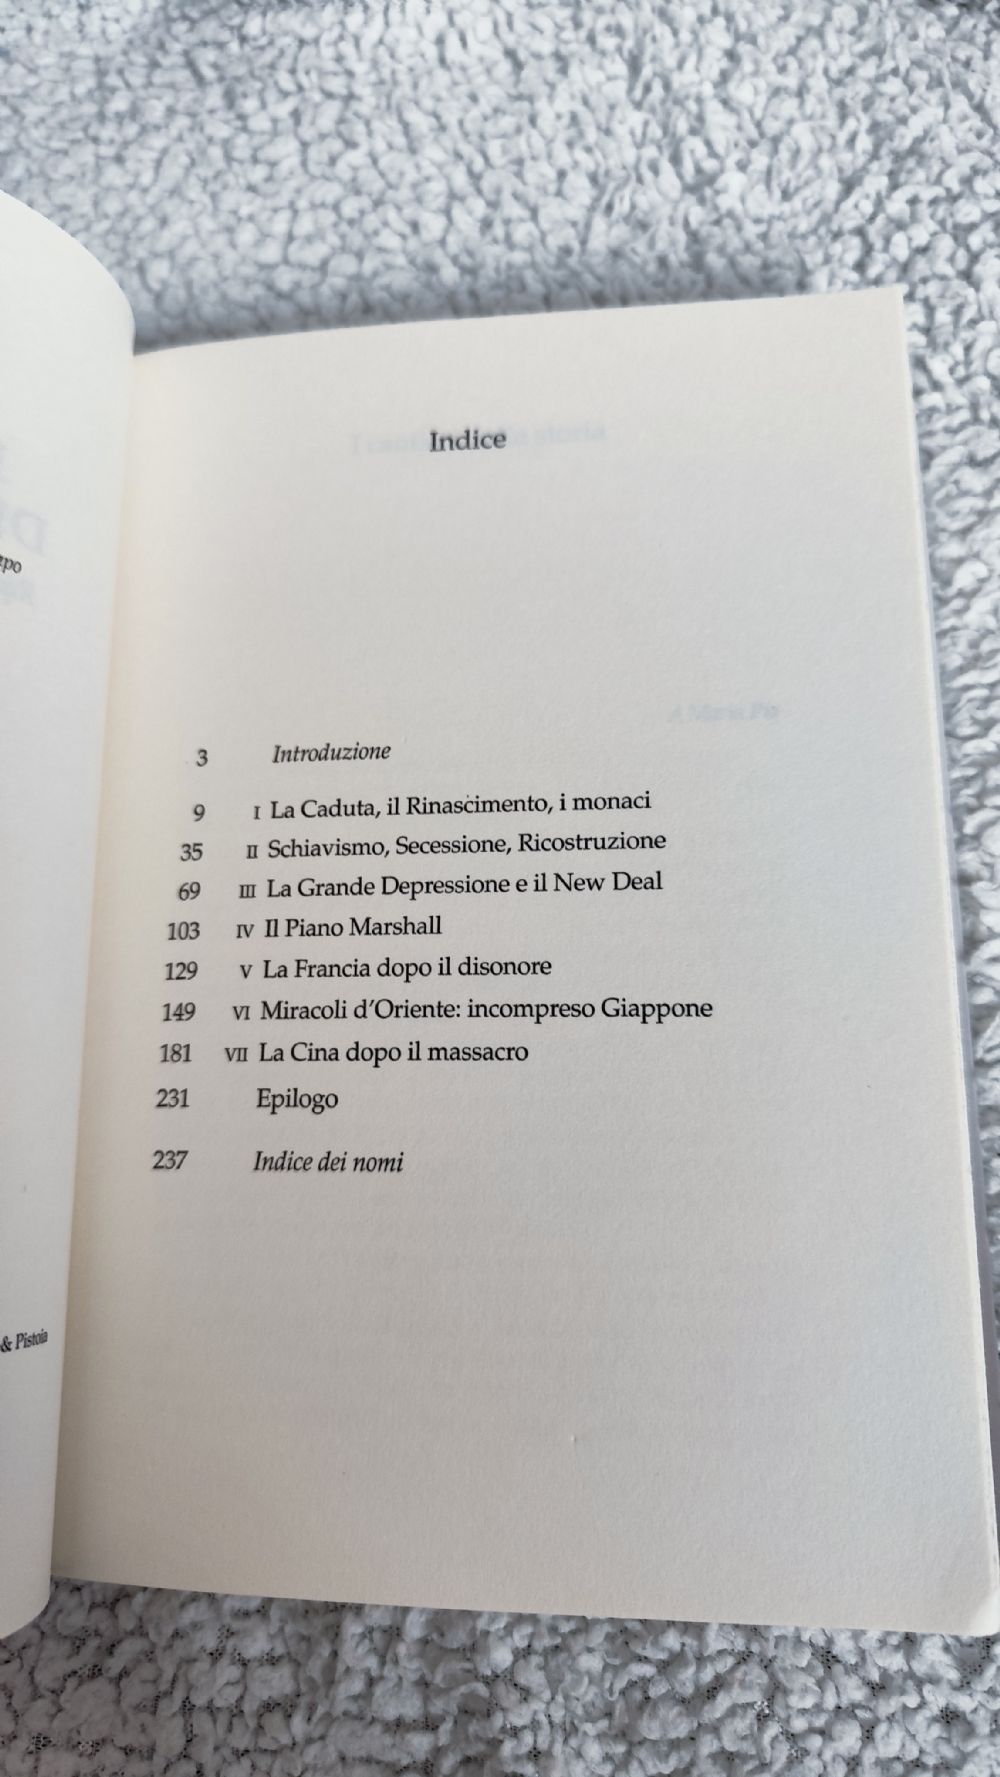 Indice
3 Introduzione
9 I La Caduta, il Rinascimento, i monaci
35 II Schiavismo, Secessione, Ricostruzione
69 III La Grande Depressione e il New Deal
103 IV Il Piano Marshall
129 V La Francia dopo il disonore
149 VI Miracoli d'Oriente: incompreso Giappone
181 VII La Cina dopo il massacro
231 Epilogo
237 Indice dei nomi
& Pistoia